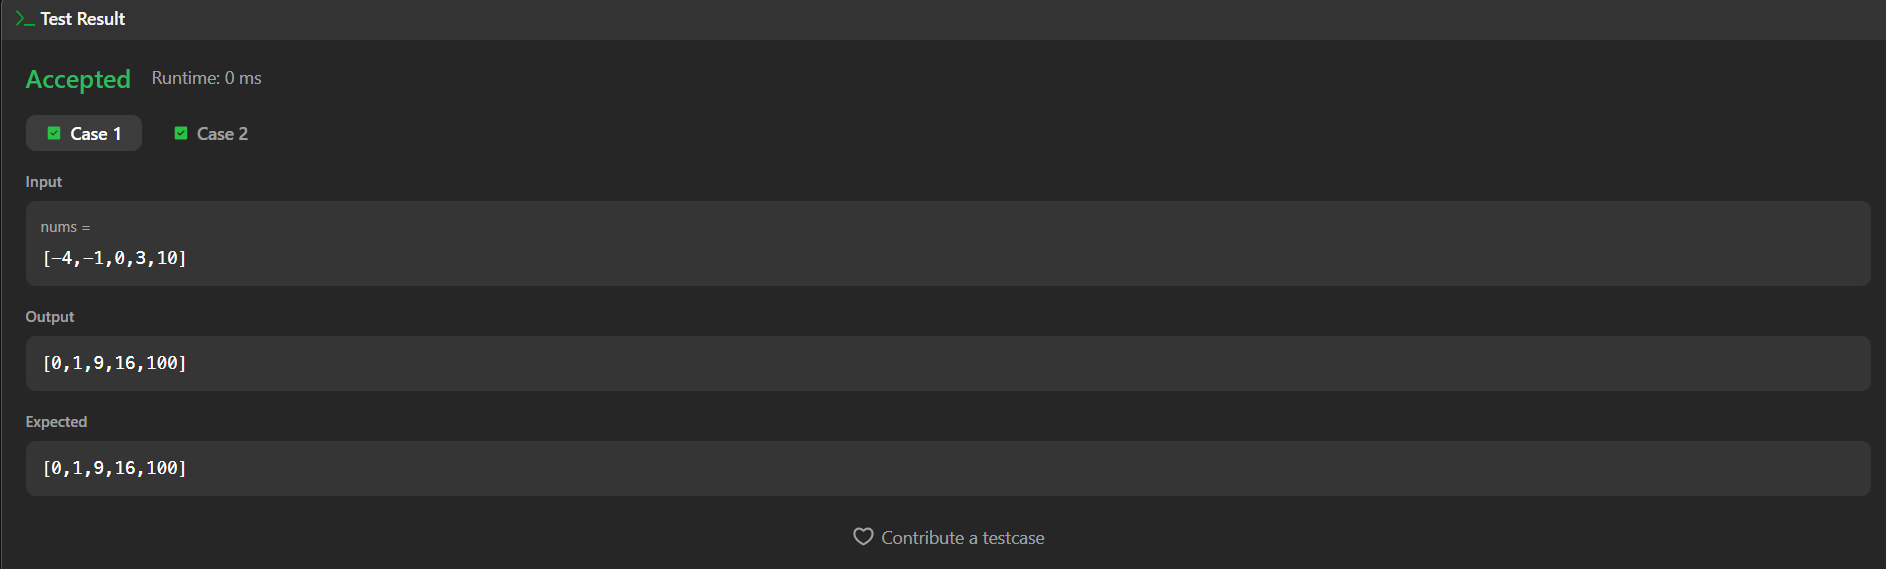 Test Result
Accepted Runtime: 0 ms
Case 1 Case 2
Input
nums =
[-4,-1,0,3,10]
Output
[0,1,9,16,100]
Expected
[0,1,9,16,100]
Contribute a testcase